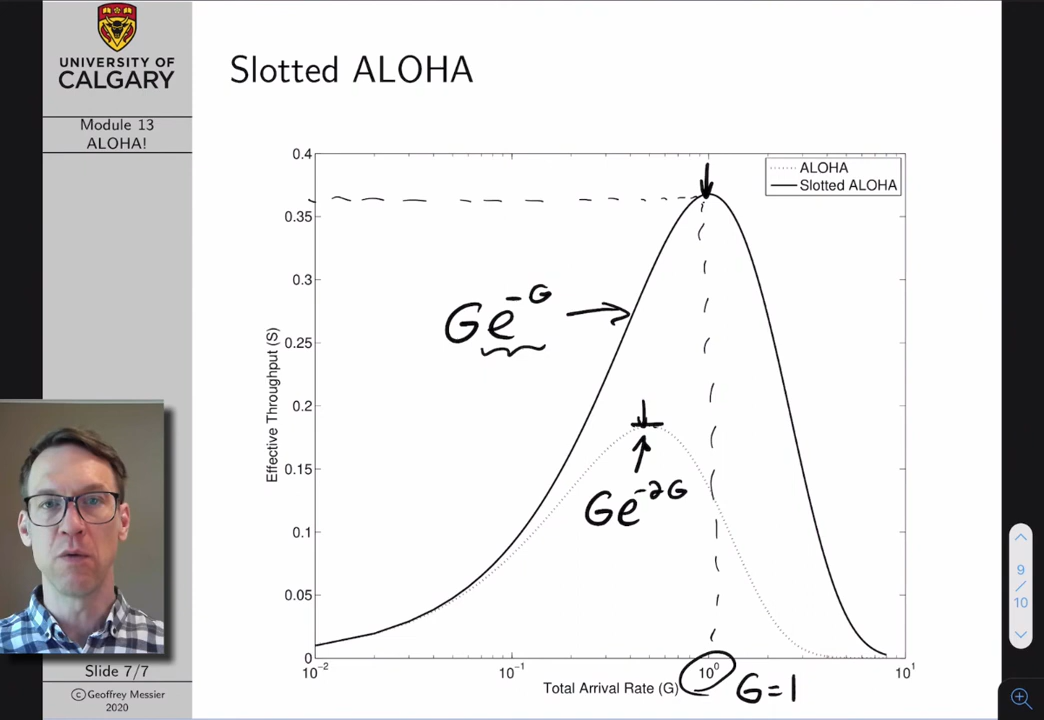 UNIVERSITY OF
CALGARY
Module 13
ALOHA!
Slotted ALOHA
0.4
0.35
0.3
0.25
0.2
0.15
0.1
0.05
0
Effective Throughput (S)
ALOHA
Slotted ALOHA
Ge^-G
Ge^-2G
10^-2
10^-1
10^0
10^1
Total Arrival Rate (G)
G=1
9
/
10
Slide 7/7
© Geoffrey Messier
2020